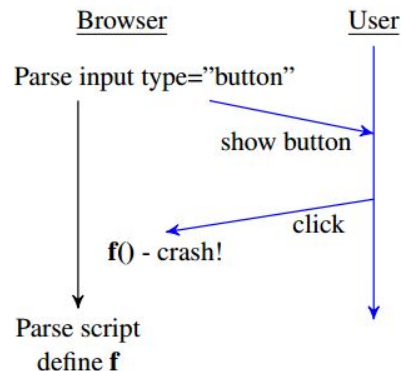 Browser User
Parse input type=”button”
show button
click
f() - crash!
Parse script
define f